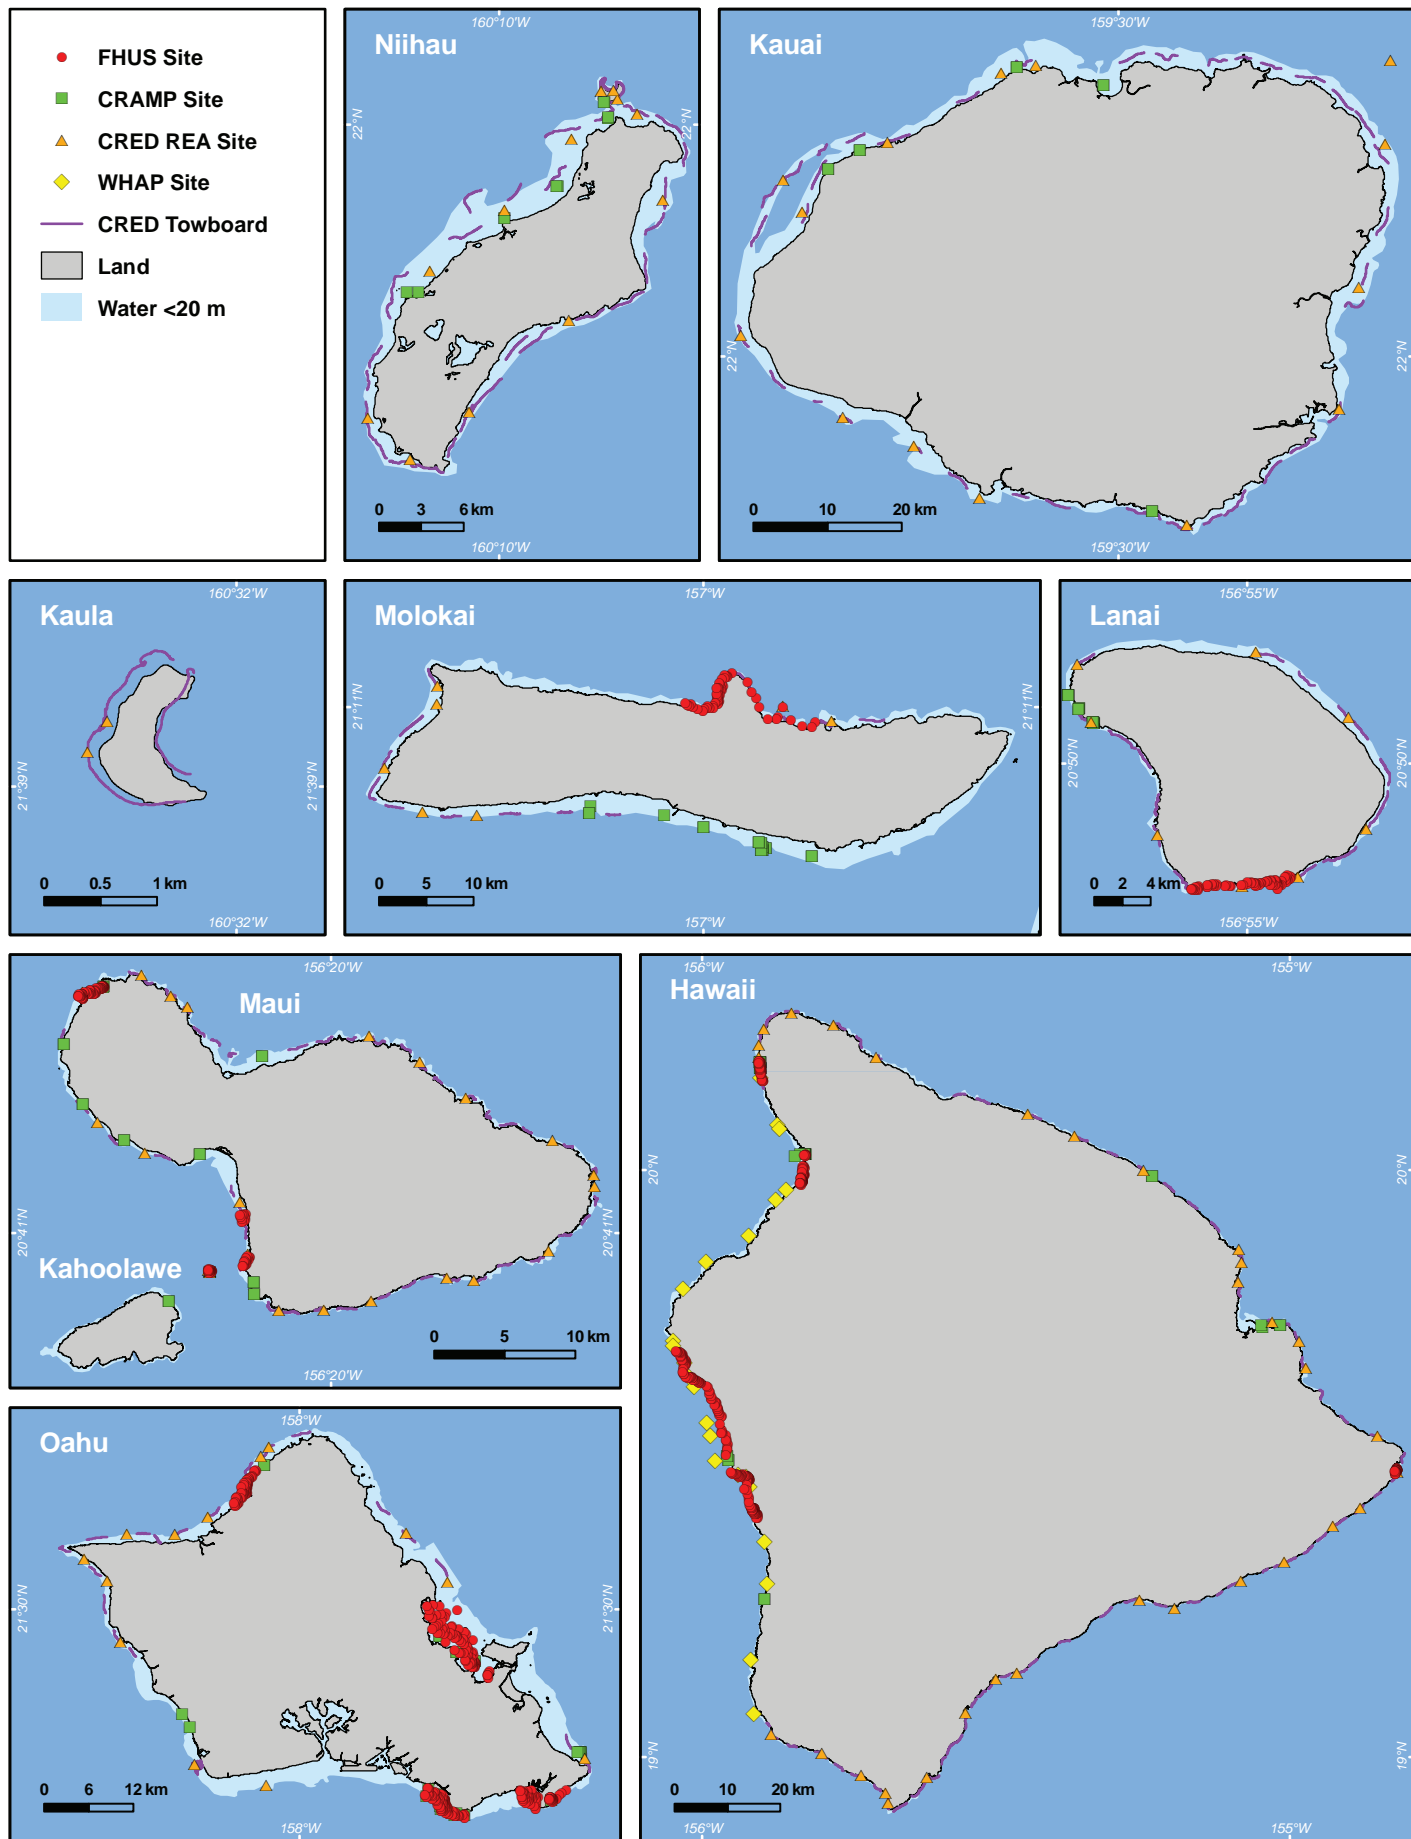 FHUS Site
CRAMP Site
CRED REA Site
WHAP Site
CRED Towboard
Land
Water <20 m
160°10'W
Niihau
22°N
22°N
0 3 6 km
160°10'W
159°30'W
Kauai
22°N
22°N
0 10 20 km
159°30'W
160°32'W
Kaula
21°39'N
21°39'N
0 0.5 1 km
160°32'W
157°W
Molokai
21°11'N
21°11'N
0 5 10 km
157°W
156°55'W
Lanai
20°50'N
20°50'N
0 2 4 km
156°55'W
156°20'W
Maui
20°41'N
20°41'N
Kahoolawe
0 5 10 km
156°20'W
156°W
155°W
Hawaii
20°N
20°N
19°N
19°N
0 10 20 km
156°W
155°W
158°W
Oahu
21°30'N
21°30'N
0 6 12 km
158°W